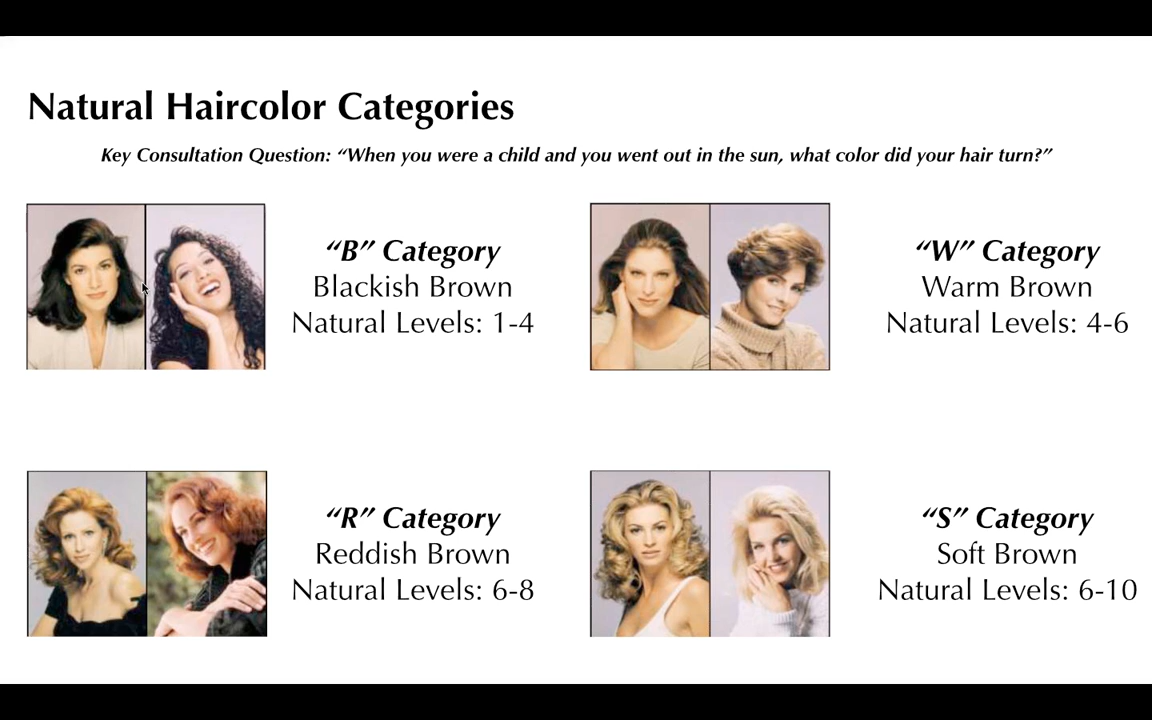 Natural Haircolor Categories
Key Consultation Question: “When you were a child and you went out in the sun, what color did your hair turn?”
“B” Category
Blackish Brown
Natural Levels: 1-4
“W” Category
Warm Brown
Natural Levels: 4-6
“R” Category
Reddish Brown
Natural Levels: 6-8
“S” Category
Soft Brown
Natural Levels: 6-10